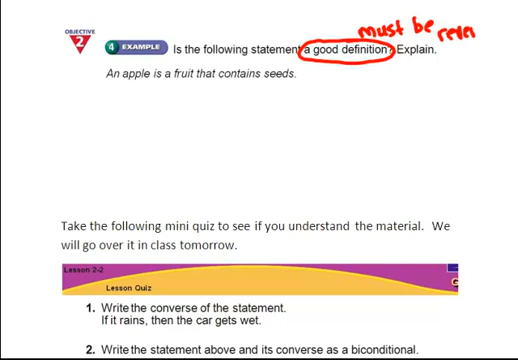 must be
OBJECTIVE
2
4 EXAMPLE Is the following statement a good definition? Explain.
An apple is a fruit that contains seeds.
Take the following mini quiz to see if you understand the material. We
will go over it in class tomorrow.
Lesson 2-2
Lesson Quiz
1. Write the converse of the statement.
If it rains, then the car gets wet.
2. Write the statement above and its converse as a biconditional.